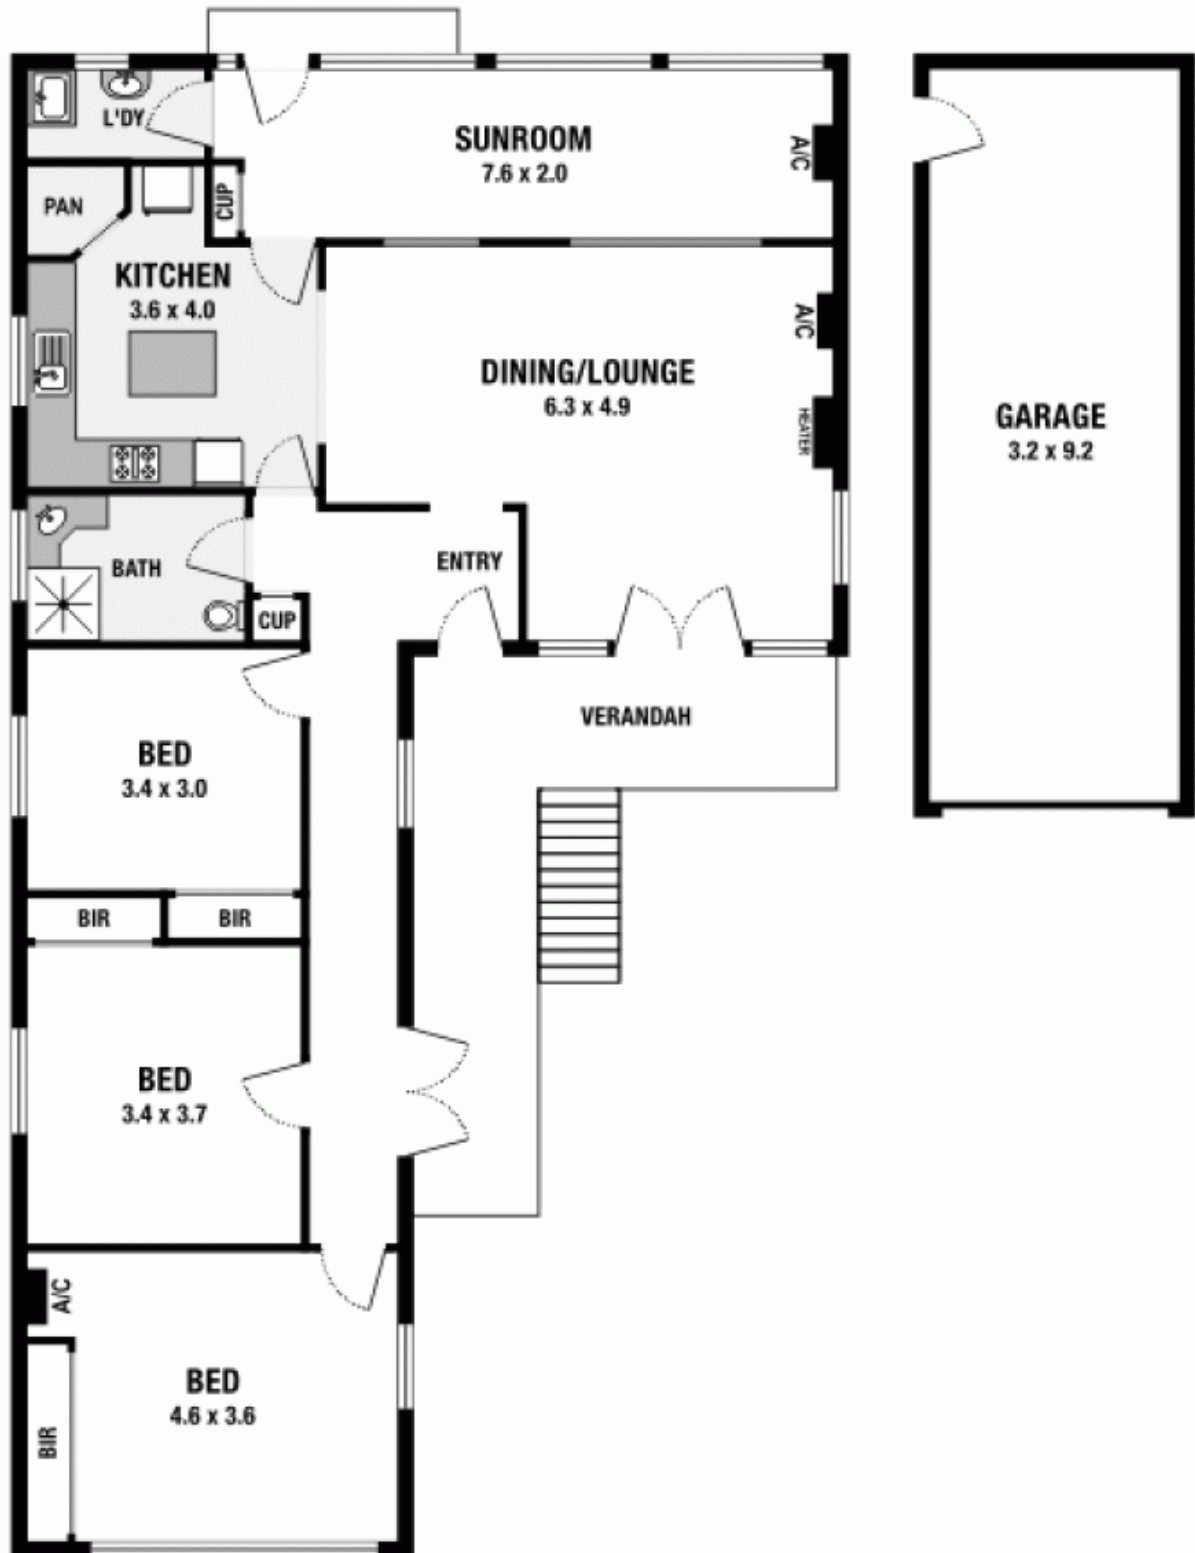 L'DY
SUNROOM
7.6 x 2.0
A/C
PAN
CUP
KITCHEN
3.6 x 4.0
A/C
DINING/LOUNGE
6.3 x 4.9
HEATER
GARAGE
3.2 x 9.2
BATH
ENTRY
CUP
VERANDAH
BED
3.4 x 3.0
BIR
BIR
BED
3.4 x 3.7
A/C
BED
4.6 x 3.6
BIR